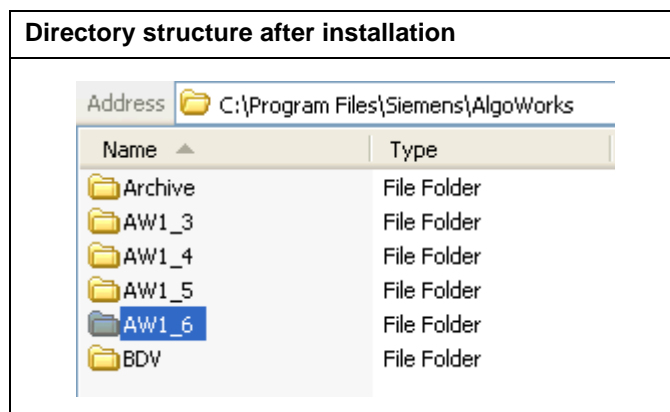 Directory structure after installation
Address C:\Program Files\Siemens\AlgoWorks
Name Type
Archive File Folder
AW1_3 File Folder
AW1_4 File Folder
AW1_5 File Folder
AW1_6 File Folder
BDV File Folder